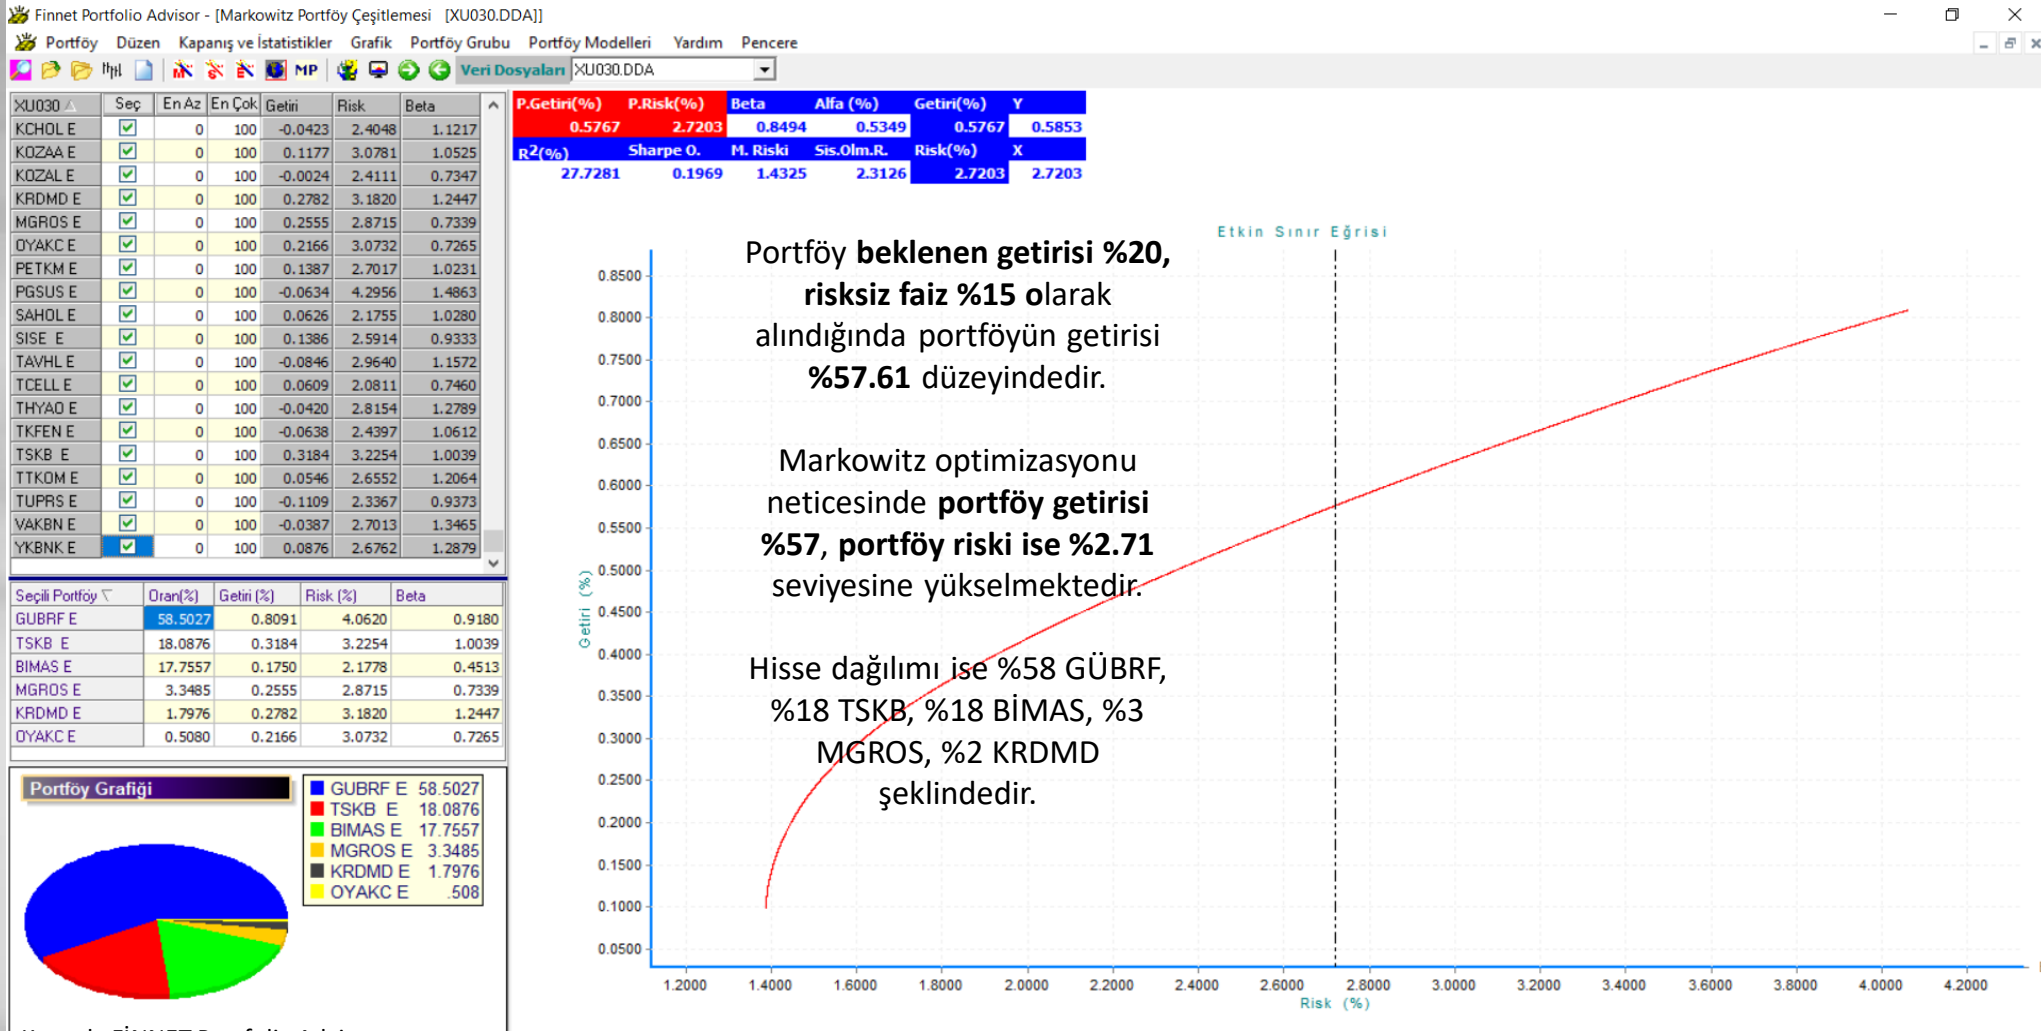 Finnet Portfolio Advisor - [Markowitz Portföy Çeşitlemesi [XU030.DDA]]
Portföy Düzen Kapanış ve İstatistikler Grafik Portföy Grubu Portföy Modelleri Yardım Pencere
MP Veri Dosyaları XU030.DDA
XU030 Seç En Az En Çok Getiri Risk Beta
KCHOL E 0 100 -0.0423 2.4048 1.1217
KOZAA E 0 100 0.1177 3.0781 1.0525
KOZAL E 0 100 -0.0024 2.4111 0.7347
KRDMD E 0 100 0.2782 3.1820 1.2447
MGROS E 0 100 0.2555 2.8715 0.7339
OYAKC E 0 100 0.2166 3.0732 0.7265
PETKM E 0 100 0.1387 2.7017 1.0231
PGSUS E 0 100 -0.0634 4.2956 1.4863
SAHOL E 0 100 0.0626 2.1755 1.0280
SISE E 0 100 0.1386 2.5914 0.9333
TAVHL E 0 100 -0.0846 2.9640 1.1572
TCELL E 0 100 0.0609 2.0811 0.7460
THYAO E 0 100 -0.0420 2.8154 1.2789
TKFEN E 0 100 -0.0638 2.4397 1.0612
TSKB E 0 100 0.3184 3.2254 1.0039
TTKOM E 0 100 0.0546 2.6552 1.2064
TUPRS E 0 100 -0.1109 2.3367 0.9373
VAKBN E 0 100 -0.0387 2.7013 1.3465
YKBNK E 0 100 0.0876 2.6762 1.2879
Seçili Portföy Oran(%) Getiri (%) Risk (%) Beta
GUBRF E 58.5027 0.8091 4.0620 0.9180
TSKB E 18.0876 0.3184 3.2254 1.0039
BIMAS E 17.7557 0.1750 2.1778 0.4513
MGROS E 3.3485 0.2555 2.8715 0.7339
KRDMD E 1.7976 0.2782 3.1820 1.2447
OYAKC E 0.5080 0.2166 3.0732 0.7265
Portföy Grafiği
GUBRF E 58.5027
TSKB E 18.0876
BIMAS E 17.7557
MGROS E 3.3485
KRDMD E 1.7976
OYAKC E .508
P.Getiri(%) P.Risk(%) Beta Alfa (%) Getiri(%) Y
0.5767 2.7203 0.8494 0.5349 0.5767 0.5853
R2(%) Sharpe O. M. Riski Sis.Olm.R. Risk(%) X
27.7281 0.1969 1.4325 2.3126 2.7203 2.7203
Etkin Sınır Eğrisi
Portföy beklenen getirisi %20,
risksiz faiz %15 olarak
alındığında portföyün getirisi
%57.61 düzeyindedir.
Markowitz optimizasyonu
neticesinde portföy getirisi
%57, portföy riski ise %2.71
seviyesine yükselmektedir.
Hisse dağılımı ise %58 GÜBRF,
%18 TSKB, %18 BİMAS, %3
MGROS, %2 KRDMD
şeklindedir.
Getiri (%)
0.8500
0.8000
0.7500
0.7000
0.6500
0.6000
0.5500
0.5000
0.4500
0.4000
0.3500
0.3000
0.2500
0.2000
0.1500
0.1000
0.0500
1.2000 1.4000 1.6000 1.8000 2.0000 2.2000 2.4000 2.6000 2.8000 3.0000 3.2000 3.4000 3.6000 3.8000 4.0000 4.2000
Risk (%)